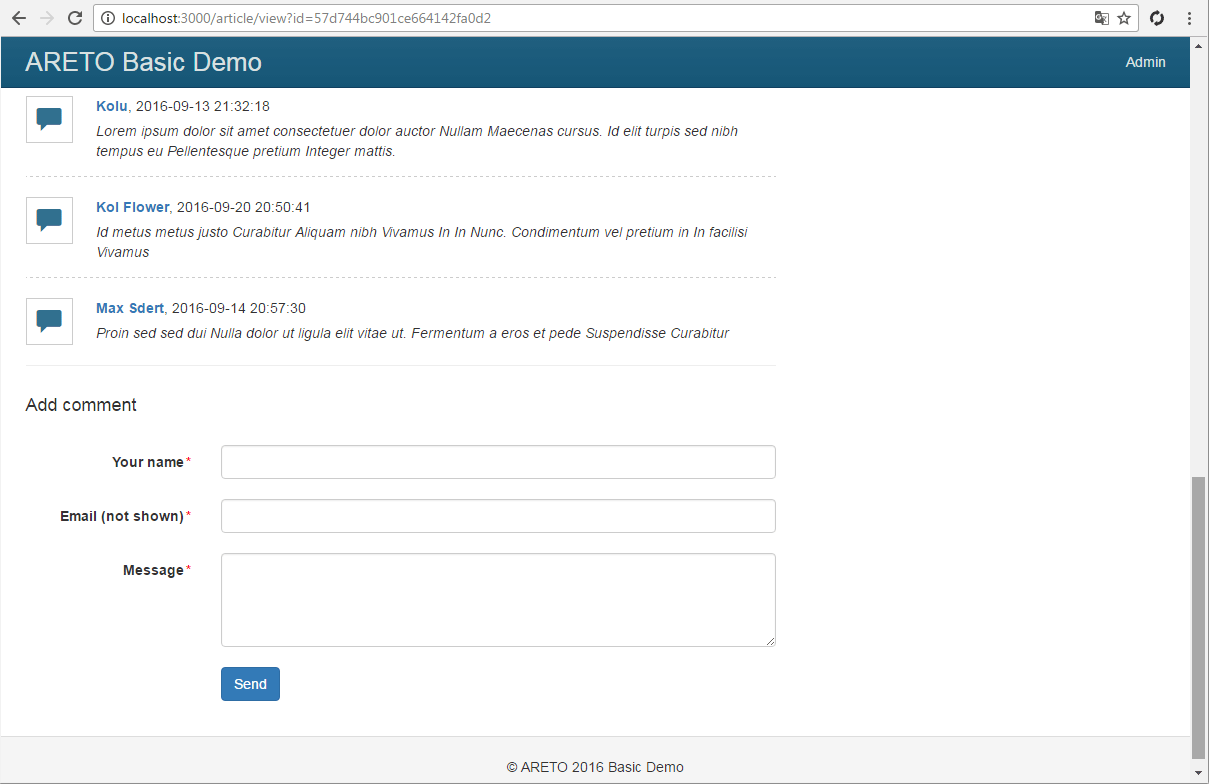 localhost:3000/article/view?id=57d744bc901ce664142fa0d2
ARETO Basic Demo
Admin
Kolu, 2016-09-13 21:32:18
Lorem ipsum dolor sit amet consectetuer dolor auctor Nullam Maecenas cursus. Id elit turpis sed nibh
tempus eu Pellentesque pretium Integer mattis.
Kol Flower, 2016-09-20 20:50:41
Id metus metus justo Curabitur Aliquam nibh Vivamus In In Nunc. Condimentum vel pretium in In facilisi
Vivamus
Max Sdert, 2016-09-14 20:57:30
Proin sed sed dui Nulla dolor ut ligula elit vitae ut. Fermentum a eros et pede Suspendisse Curabitur
Add comment
Your name*
Email (not shown)*
Message*
Send
© ARETO 2016 Basic Demo